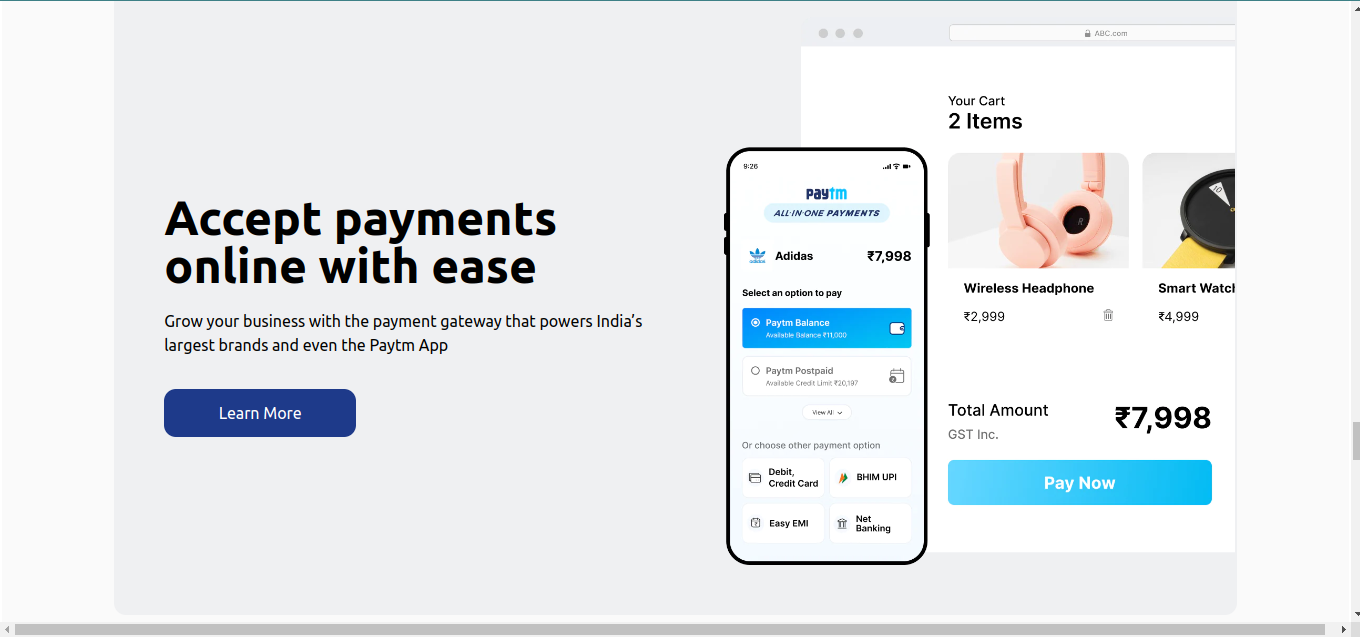 Accept payments
online with ease
Grow your business with the payment gateway that powers India’s
largest brands and even the Paytm App
Learn More
ABC.com
Your Cart
2 Items
Wireless Headphone
₹2,999
Smart Watch
₹4,999
Total Amount
GST Inc.
₹7,998
Pay Now
9:26
paytm
ALL-IN-ONE PAYMENTS
adidas
Adidas
₹7,998
Select an option to pay
Paytm Balance
Available Balance ₹11,000
Paytm Postpaid
Available Credit Limit ₹20,197
View All
Or choose other payment option
Debit,
Credit Card
BHIM UPI
Easy EMI
Net
Banking